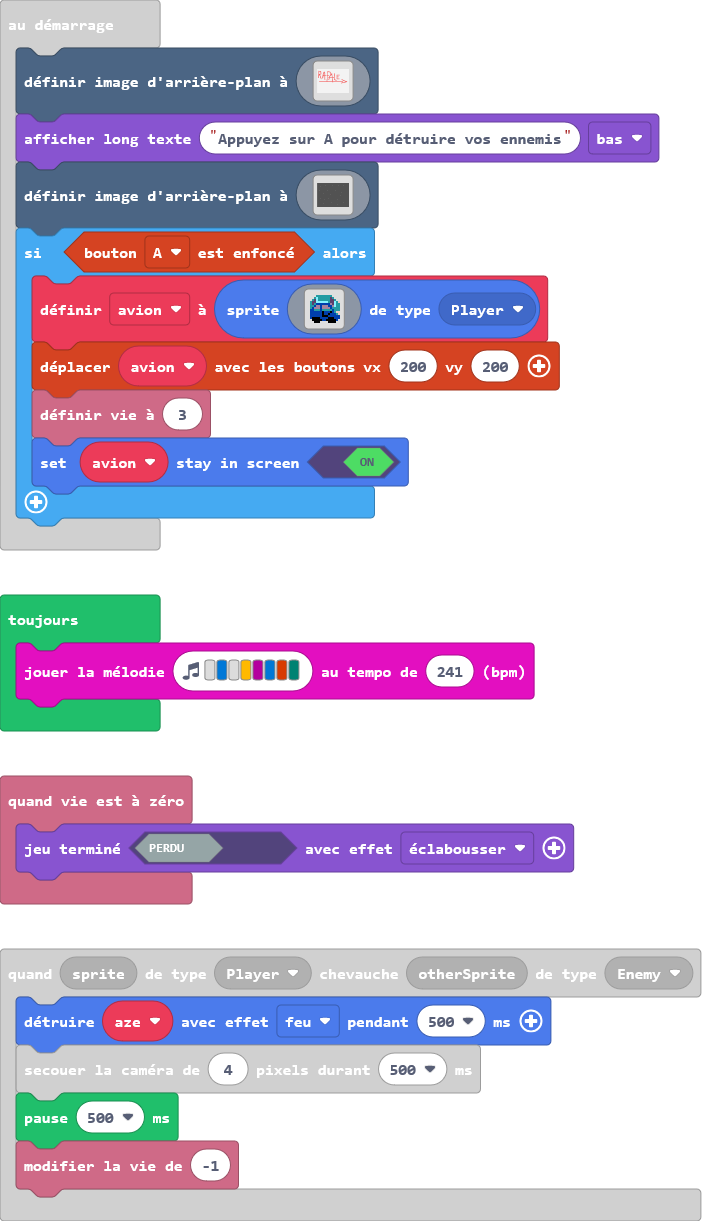 au démarrage
définir image d'arrière-plan à
afficher long texte "Appuyez sur A pour détruire vos ennemis" bas
définir image d'arrière-plan à
si bouton A est enfoncé alors
définir avion à sprite de type Player
déplacer avion avec les boutons vx 200 vy 200
définir vie à 3
set avion stay in screen ON
toujours
jouer la mélodie au tempo de 241 (bpm)
quand vie est à zéro
jeu terminé PERDU avec effet éclabousser
quand sprite de type Player chevauche otherSprite de type Enemy
détruire aze avec effet feu pendant 500 ms
secouer la caméra de 4 pixels durant 500 ms
pause 500 ms
modifier la vie de -1